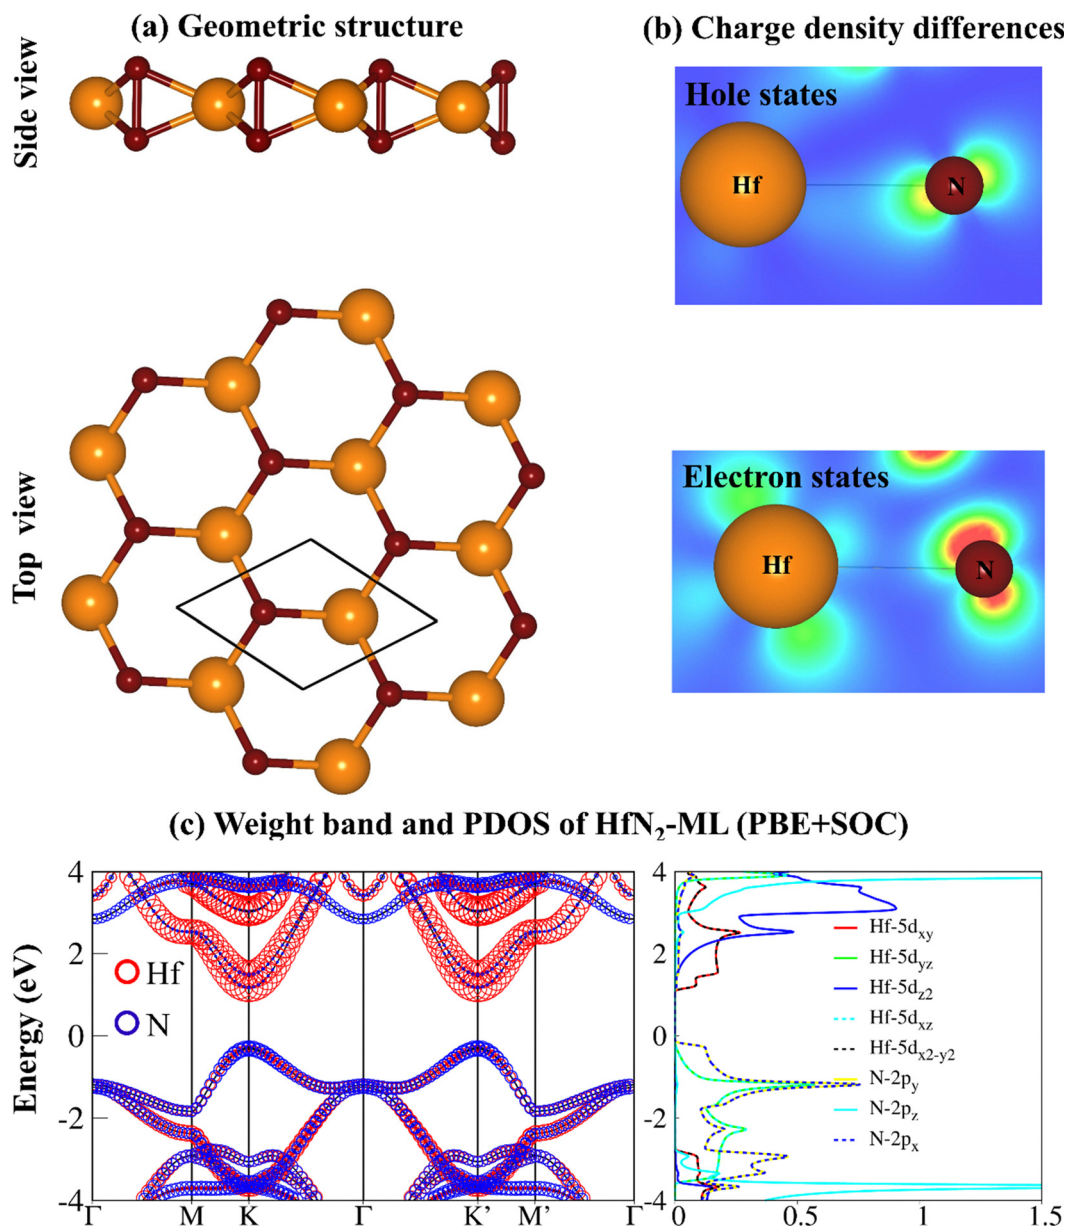 (a) Geometric structure
(b) Charge density differences
Side view
Hole states
Hf
N
Top view
Electron states
Hf
N
(c) Weight band and PDOS of HfN₂-ML (PBE+SOC)
Energy (eV)
4
2
0
-2
-4
Hf
N
Γ M K Γ K' M' Γ
4
2
0
-2
-4
Hf-5dxy
Hf-5dyz
Hf-5dz2
Hf-5dxz
Hf-5dx2-y2
N-2py
N-2pz
N-2px
0 0.5 1 1.5